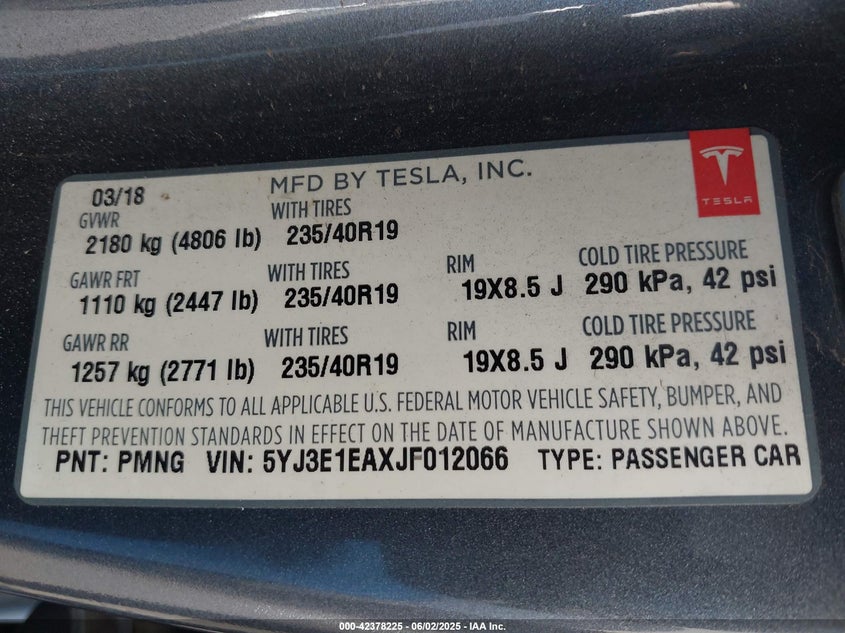 03/18 MFD BY TESLA, INC.
TESLA
GVWR WITH TIRES
2180 kg (4806 lb) 235/40R19
GAWR FRT WITH TIRES RIM COLD TIRE PRESSURE
1110 kg (2447 lb) 235/40R19 19X8.5 J 290 kPa, 42 psi
GAWR RR WITH TIRES RIM COLD TIRE PRESSURE
1257 kg (2771 lb) 235/40R19 19X8.5 J 290 kPa, 42 psi
THIS VEHICLE CONFORMS TO ALL APPLICABLE U.S. FEDERAL MOTOR VEHICLE SAFETY, BUMPER, AND
THEFT PREVENTION STANDARDS IN EFFECT ON THE DATE OF MANUFACTURE SHOWN ABOVE.
PNT: PMNG VIN: 5YJ3E1EAXJF012066 TYPE: PASSENGER CAR
000-42378225 - 06/02/2025 - IAA Inc.